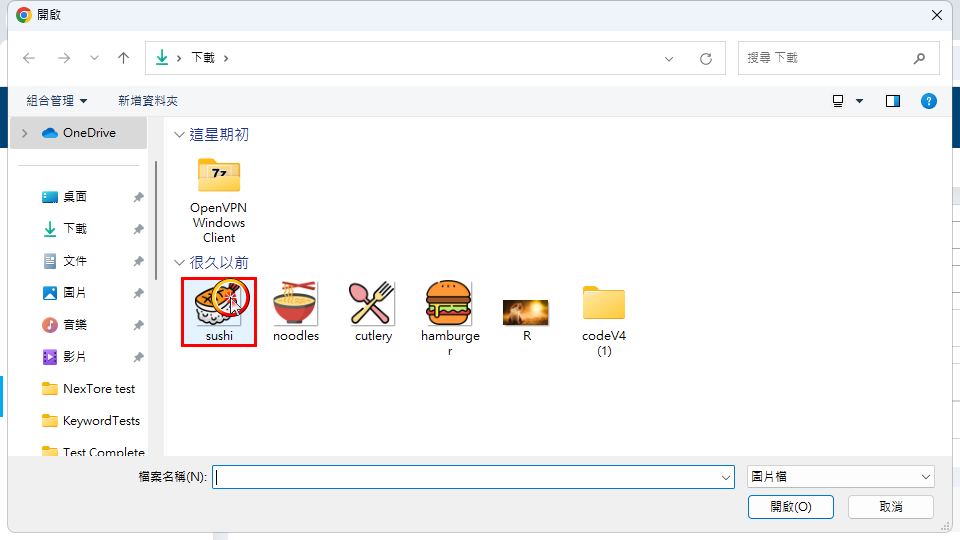 開啟
下載
搜尋 下載
組合管理
新增資料夾
?
OneDrive
桌面
下載
文件
圖片
音樂
影片
NexTore test
KeywordTests
Test Complete
這星期初
7z
OpenVPN
Windows
Client
很久以前
sushi
noodles
cutlery
hamburge
r
R
codeV4
(1)
檔案名稱(N):
圖片檔
開啟(O)
取消